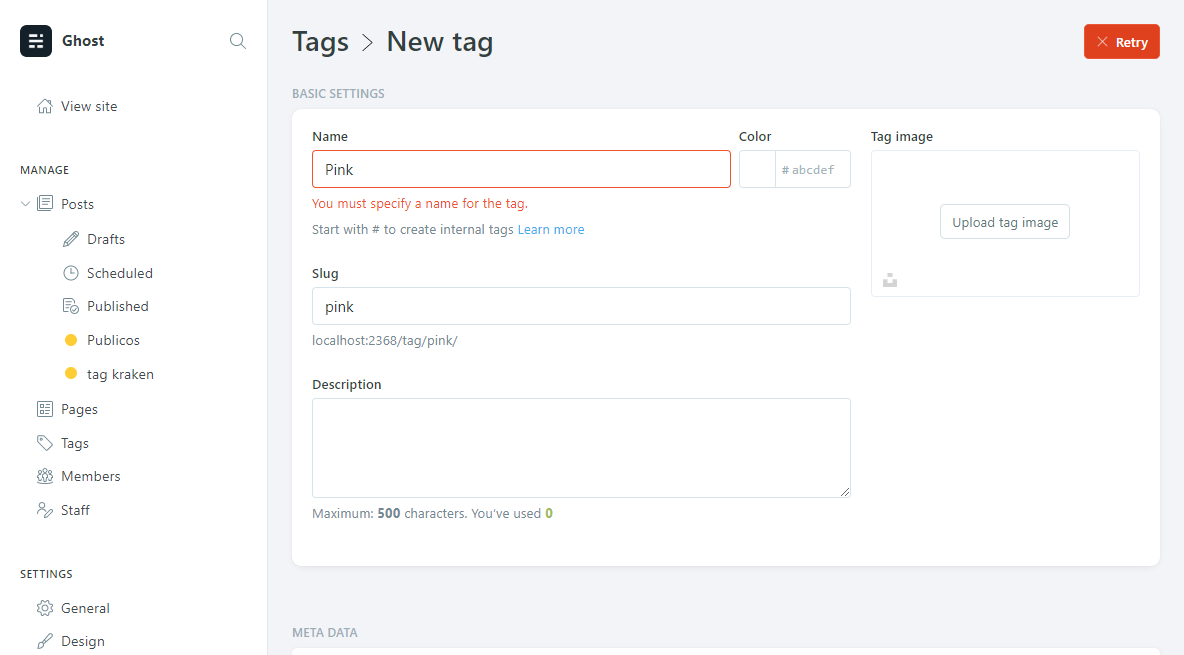 Ghost
View site
MANAGE
Posts
Drafts
Scheduled
Published
Publicos
tag kraken
Pages
Tags
Members
Staff
SETTINGS
General
Design
Tags > New tag
Retry
BASIC SETTINGS
Name
Pink
You must specify a name for the tag.
Start with # to create internal tags Learn more
Color
# abcdef
Tag image
Upload tag image
Slug
pink
localhost:2368/tag/pink/
Description
Maximum: 500 characters. You've used 0
META DATA